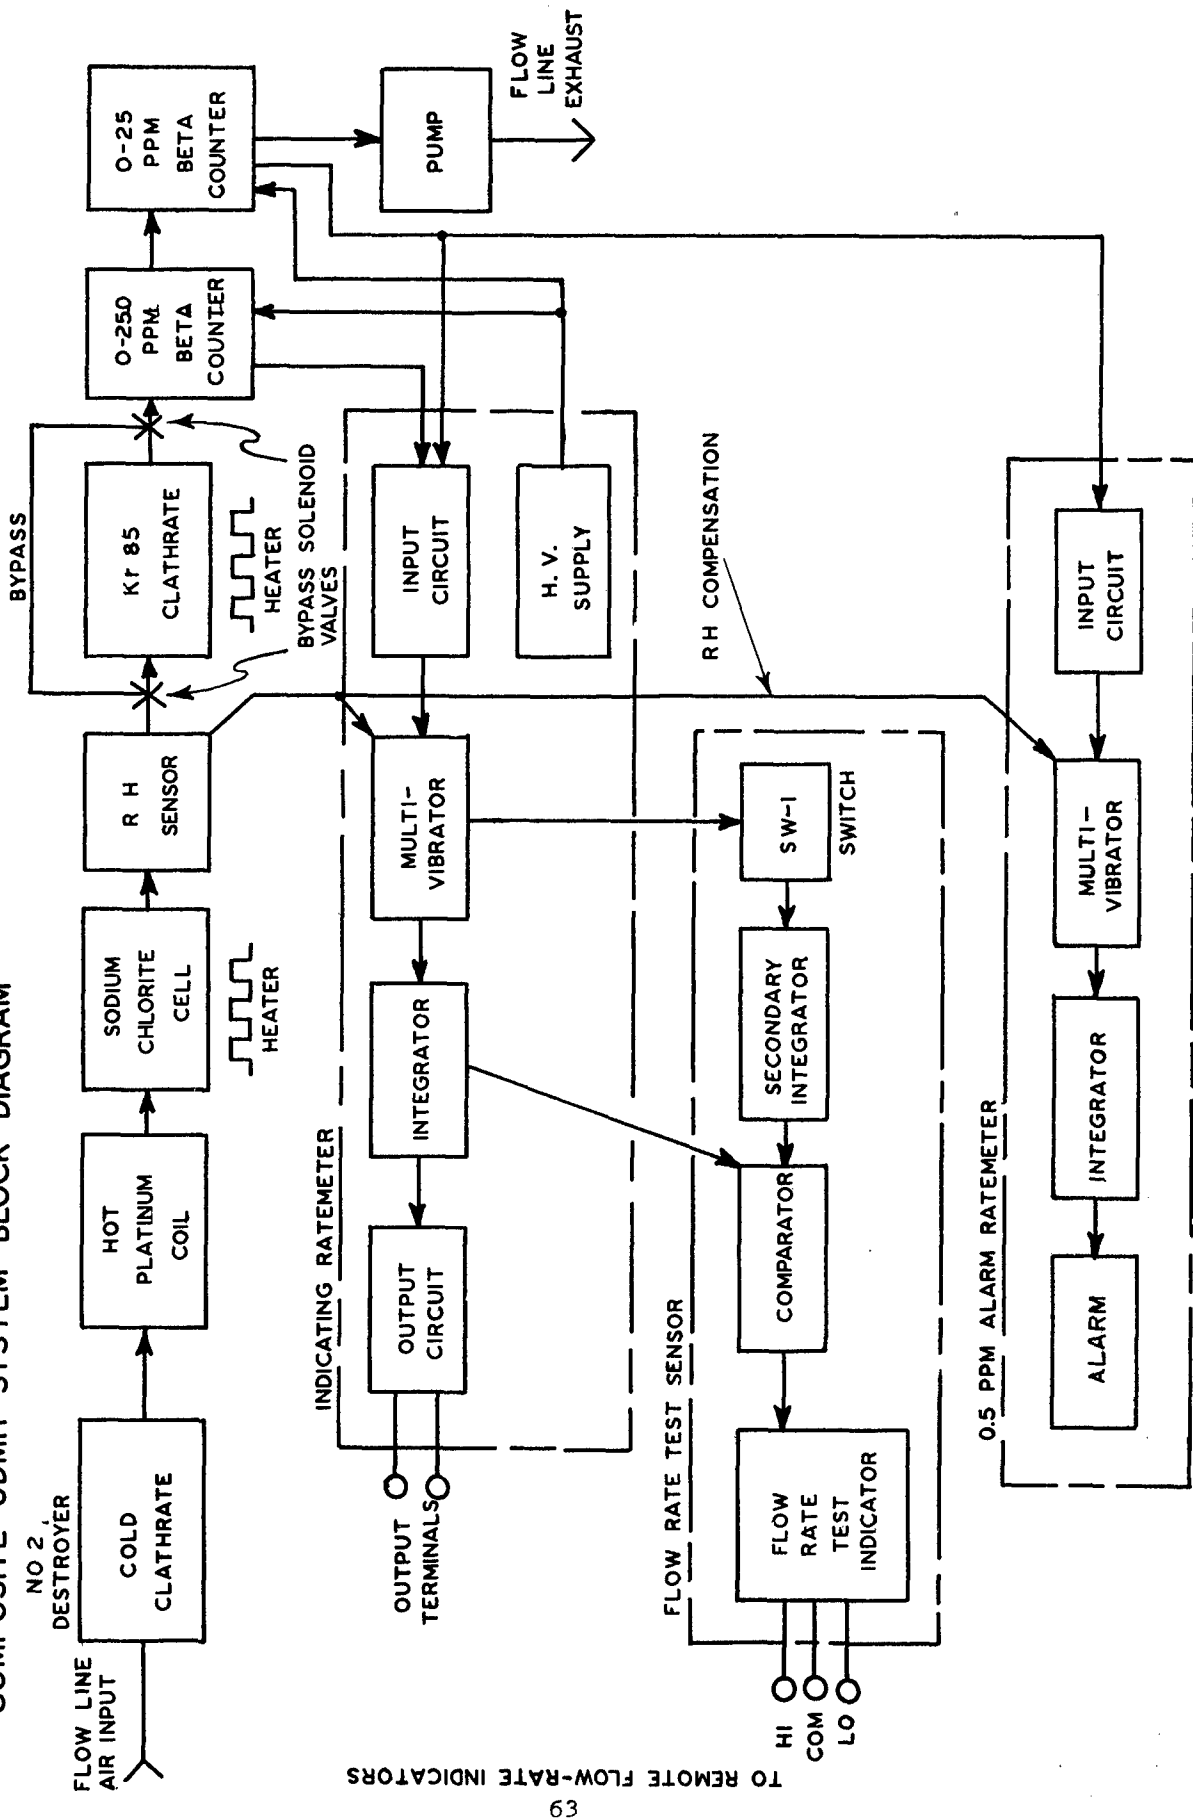 COMPOSITE ODMR SYSTEM BLOCK DIAGRAM
FLOW LINE
AIR INPUT
NO 2
DESTROYER
COLD
CLATHRATE
HOT
PLATINUM
COIL
SODIUM
CHLORITE
CELL
HEATER
R H
SENSOR
BYPASS
Kr 85
CLATHRATE
HEATER
BYPASS SOLENOID
VALVES
0-250
PPM
BETA
COUNTER
0-25
PPM
BETA
COUNTER
PUMP
FLOW
LINE
EXHAUST
INDICATING RATEMETER
OUTPUT
TERMINALS
OUTPUT
CIRCUIT
INTEGRATOR
MULTI-
VIBRATOR
INPUT
CIRCUIT
H. V.
SUPPLY
RH COMPENSATION
FLOW RATE TEST SENSOR
HI
COM
LO
FLOW
RATE
TEST
INDICATOR
COMPARATOR
SECONDARY
INTEGRATOR
SW-1
SWITCH
0.5 PPM ALARM RATEMETER
ALARM
INTEGRATOR
MULTI-
VIBRATOR
INPUT
CIRCUIT
TO REMOTE FLOW-RATE INDICATORS
63